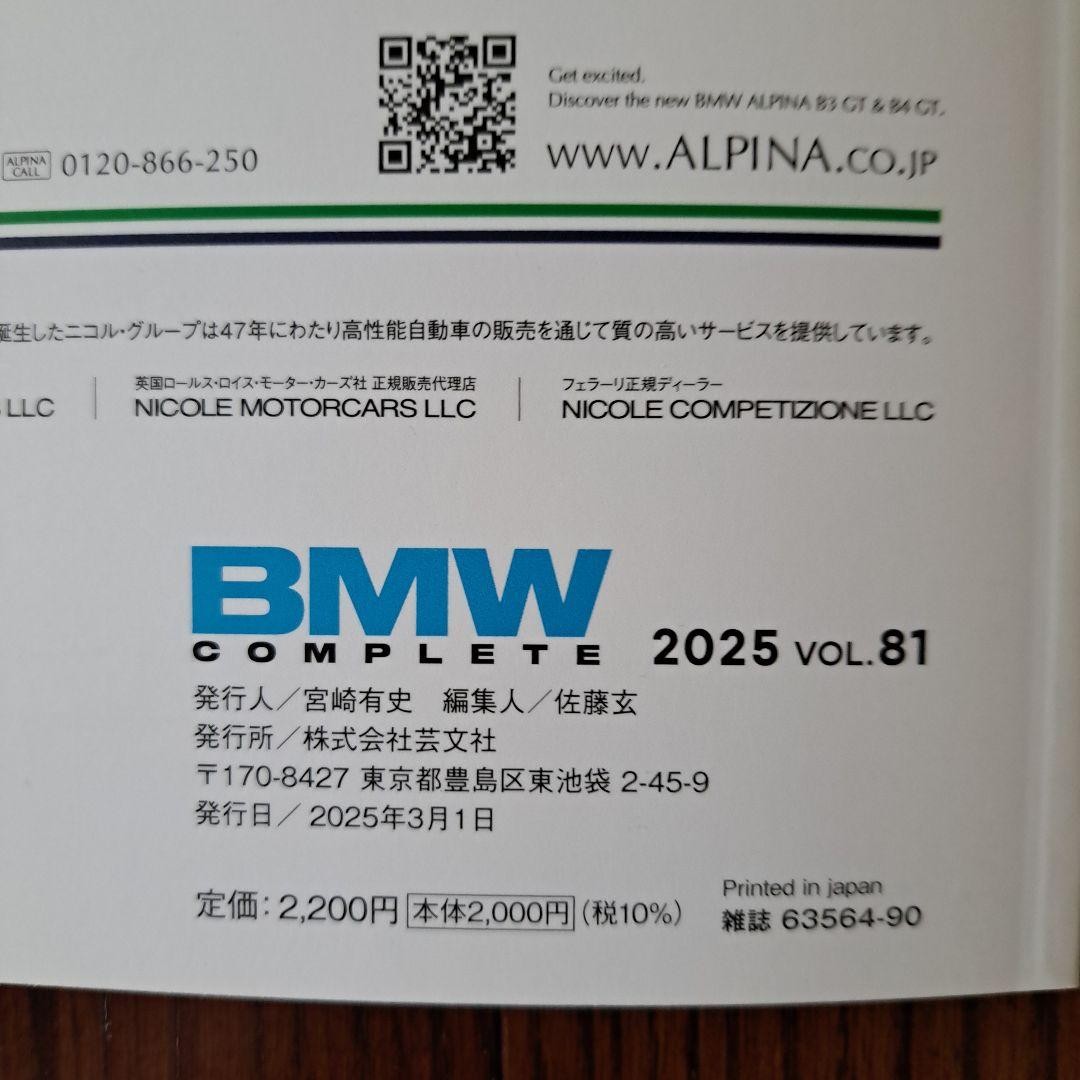 Get excited.
Discover the new BMW ALPINA B3 GT & B4 GT.
ALPINA CALL 0120-866-250
WWW.ALPINA.CO.JP
誕生したニコル・グループは47年にわたり高性能自動車の販売を通じて質の高いサービスを提供しています。
英国ロールス・ロイス・モーター・カーズ社 正規販売代理店
フェラーリ正規ディーラー
LLC
NICOLE MOTORCARS LLC
NICOLE COMPETIZIONE LLC
BMW
COMPLETE 2025 VOL.81
発行人／宮崎有史 編集人／佐藤玄
発行所／株式会社芸文社
〒170-8427 東京都豊島区東池袋 2-45-9
発行日／ 2025年3月1日
Printed in japan
定価：2,200円 本体2,000円 (税10%)
雑誌 63564-90